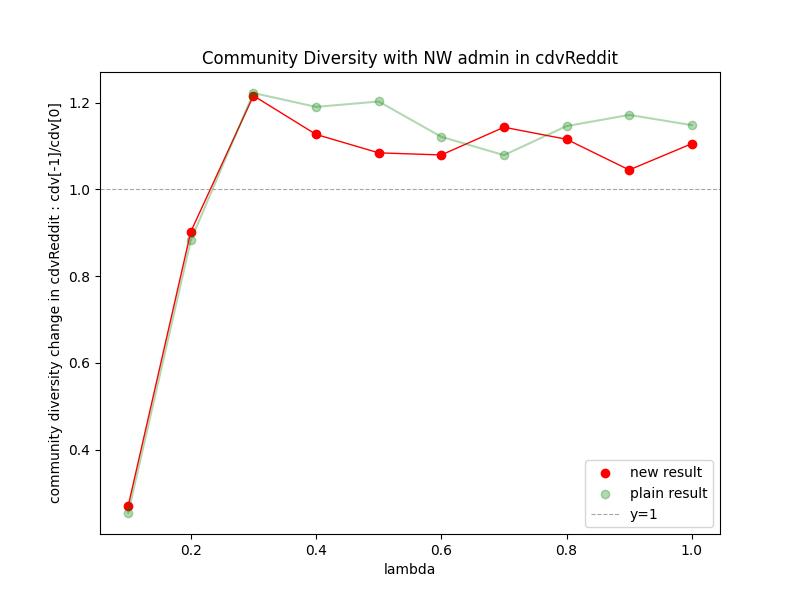 Community Diversity with NW admin in cdvReddit
community diversity change in cdvReddit : cdv[-1]/cdv[0]
1.2
1.0
0.8
0.6
0.4
new result
plain result
y=1
0.2 0.4 0.6 0.8 1.0
lambda